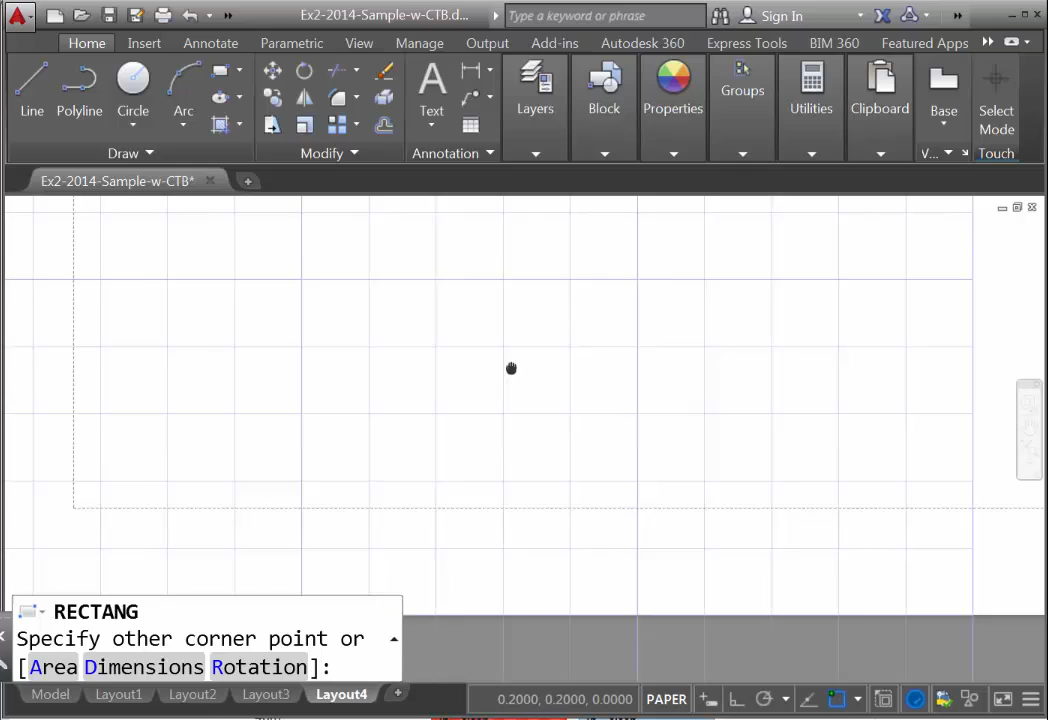 Ex2-2014-Sample-w-CTB.d...
Type a keyword or phrase
Sign In
Home Insert Annotate Parametric View Manage Output Add-ins Autodesk 360 Express Tools BIM 360 Featured Apps
Line Polyline Circle Arc Text Layers Block Properties Groups Utilities Clipboard Base Select Mode
Draw Modify Annotation V... Touch
Ex2-2014-Sample-w-CTB*
RECTANG
Specify other corner point or
[Area Dimensions Rotation]:
Model Layout1 Layout2 Layout3 Layout4 0.2000, 0.2000, 0.0000 PAPER